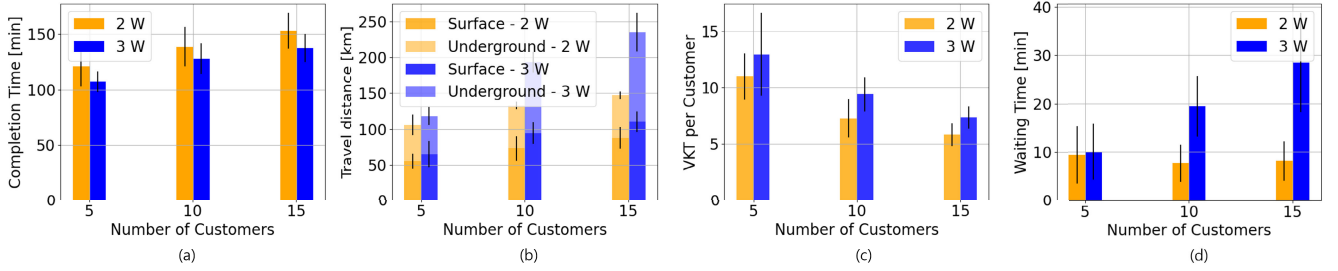 Completion Time [min]
150
100
50
0
2 W
3 W
5 10 15
Number of Customers
(a)
Travel distance [km]
250
200
150
100
50
0
Surface - 2 W
Underground - 2 W
Surface - 3 W
Underground - 3 W
5 10 15
Number of Customers
(b)
VKT per Customer
15
10
5
0
2 W
3 W
5 10 15
Number of Customers
(c)
Waiting Time [min]
40
30
20
10
0
2 W
3 W
5 10 15
Number of Customers
(d)